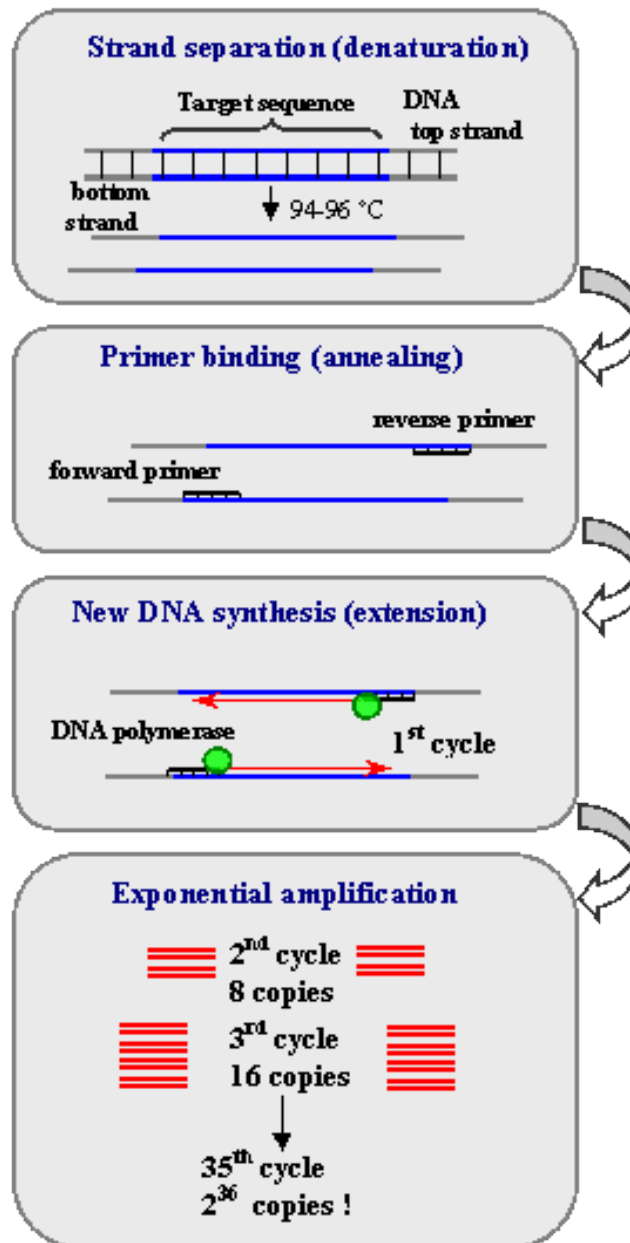 Strand separation (denaturation)
Target sequence
DNA
top strand
bottom
strand
94-96 °C
Primer binding (annealing)
reverse primer
forward primer
New DNA synthesis (extension)
DNA polymerase
1st cycle
Exponential amplification
2nd cycle
8 copies
3rd cycle
16 copies
35th cycle
2^36 copies !